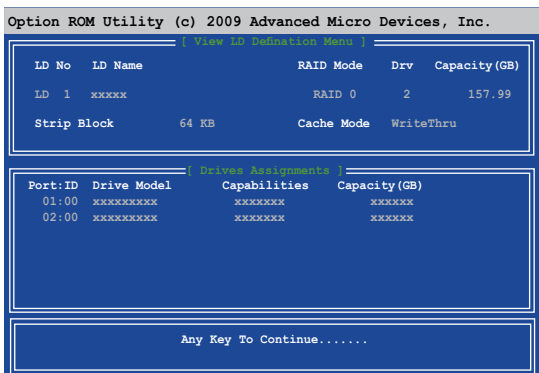 Option ROM Utility (c) 2009 Advanced Micro Devices, Inc.
[ View LD Defination Menu ]
LD No LD Name RAID Mode Drv Capacity(GB)
LD 1 xxxxx RAID 0 2 157.99
Strip Block 64 KB Cache Mode WriteThru
[ Drives Assignments ]
Port:ID Drive Model Capabilities Capacity(GB)
01:00 xxxxxxxxx xxxxxxx xxxxxx
02:00 xxxxxxxxx xxxxxxx xxxxxx
Any Key To Continue.......